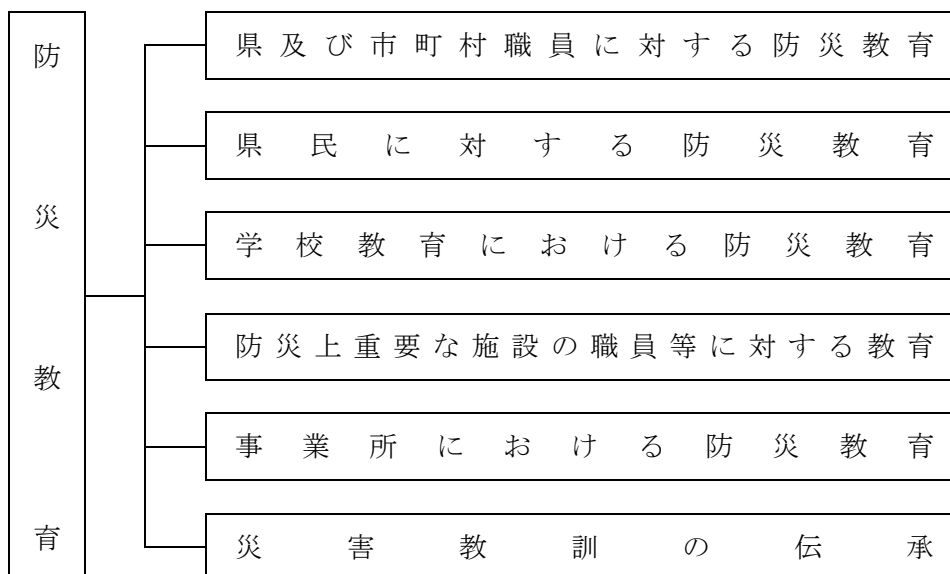 防災教育
県及び市町村職員に対する防災教育
県民に対する防災教育
学校教育における防災教育
防災上重要な施設の職員等に対する教育
事業所における防災教育
災害教訓の伝承